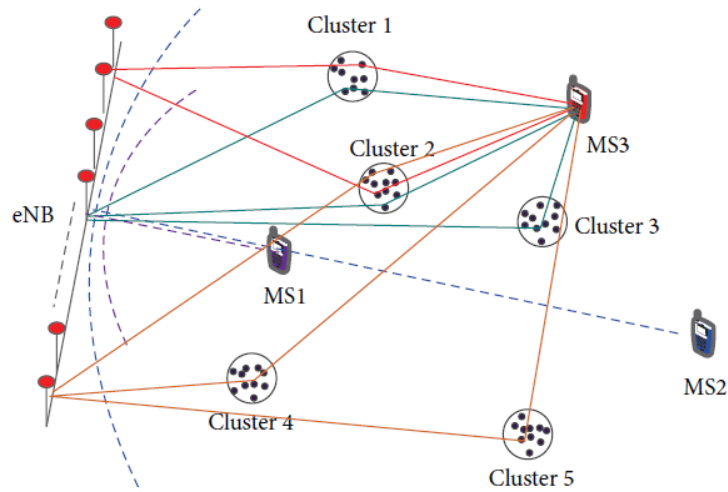 Cluster 1
MS3
Cluster 2
eNB
Cluster 3
MS1
MS2
Cluster 4
Cluster 5